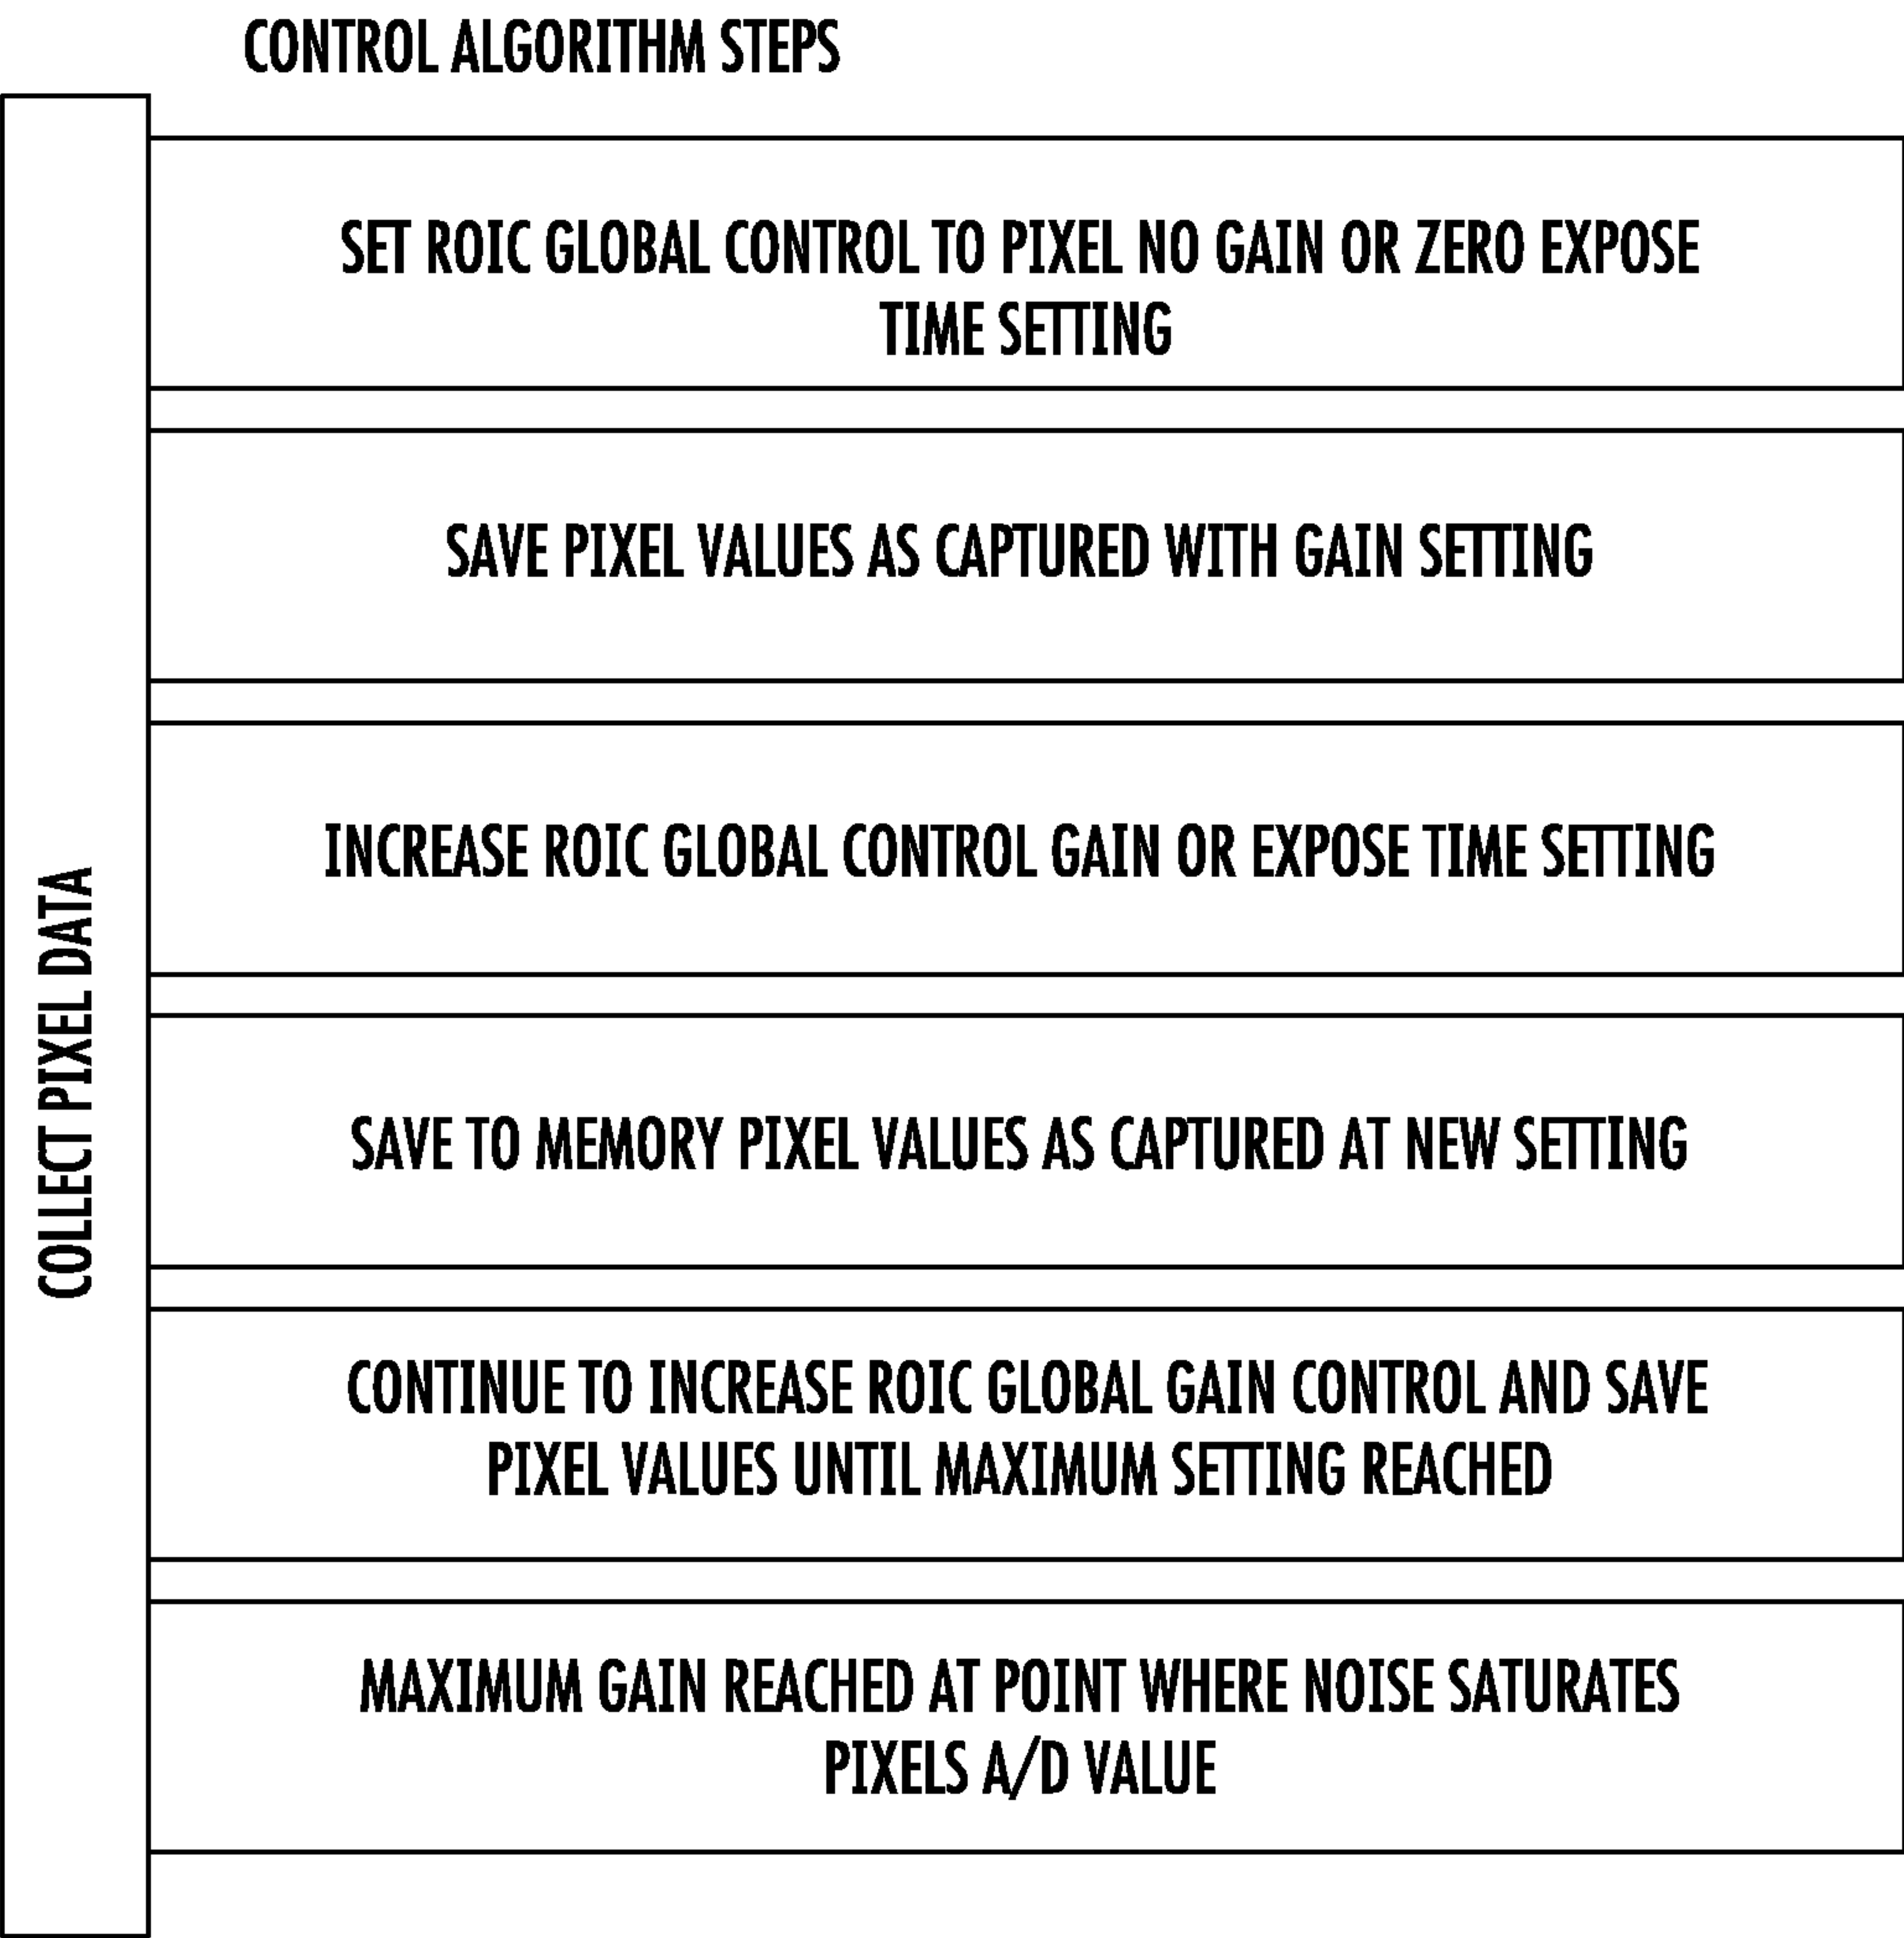 CONTROL ALGORITHM STEPS
COLLECT PIXEL DATA
SET ROIC GLOBAL CONTROL TO PIXEL NO GAIN OR ZERO EXPOSE
TIME SETTING
SAVE PIXEL VALUES AS CAPTURED WITH GAIN SETTING
INCREASE ROIC GLOBAL CONTROL GAIN OR EXPOSE TIME SETTING
SAVE TO MEMORY PIXEL VALUES AS CAPTURED AT NEW SETTING
CONTINUE TO INCREASE ROIC GLOBAL GAIN CONTROL AND SAVE
PIXEL VALUES UNTIL MAXIMUM SETTING REACHED
MAXIMUM GAIN REACHED AT POINT WHERE NOISE SATURATES
PIXELS A/D VALUE